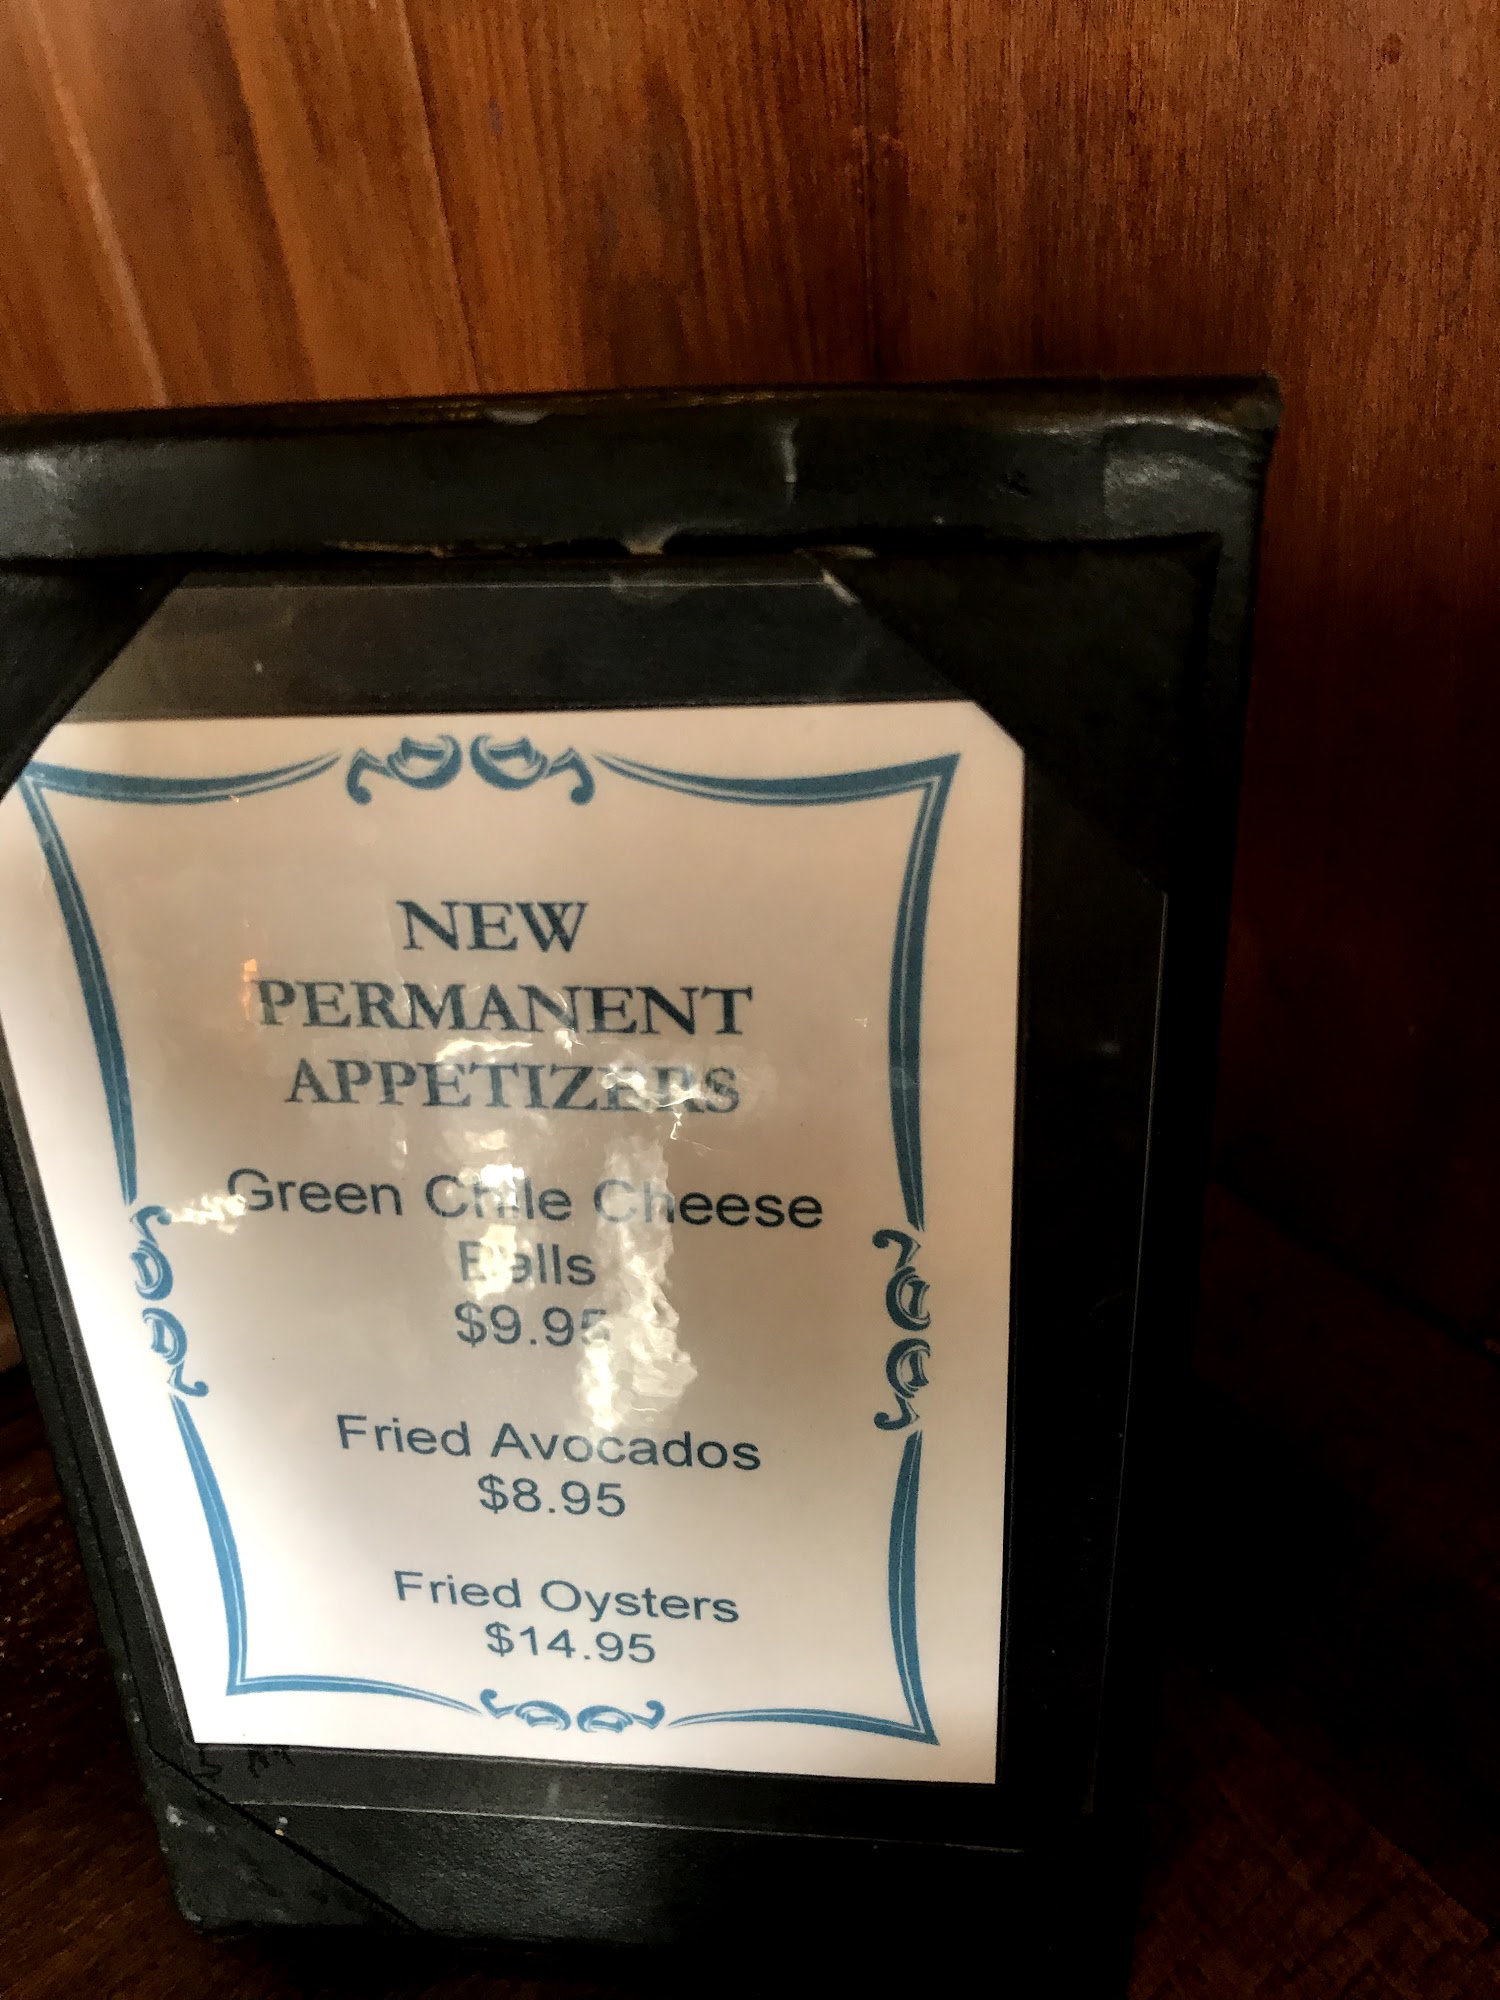 NEW
PERMANENT
APPETIZERS
Green Chile Cheese
Balls
$9.95
Fried Avocados
$8.95
Fried Oysters
$14.95